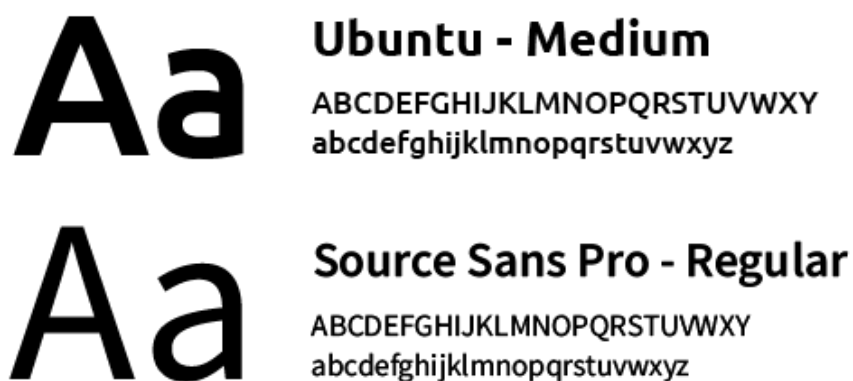 Aa
Ubuntu - Medium
ABCDEFGHIJKLMNOPQRSTUVWXY
abcdefghijklmnopqrstuvwxyz
Aa
Source Sans Pro - Regular
ABCDEFGHIJKLMNOPQRSTUVWXY
abcdefghijklmnopqrstuvwxyz